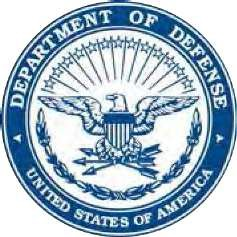 DEPARTMENT OF DEFENSE
UNITED STATES OF AMERICA